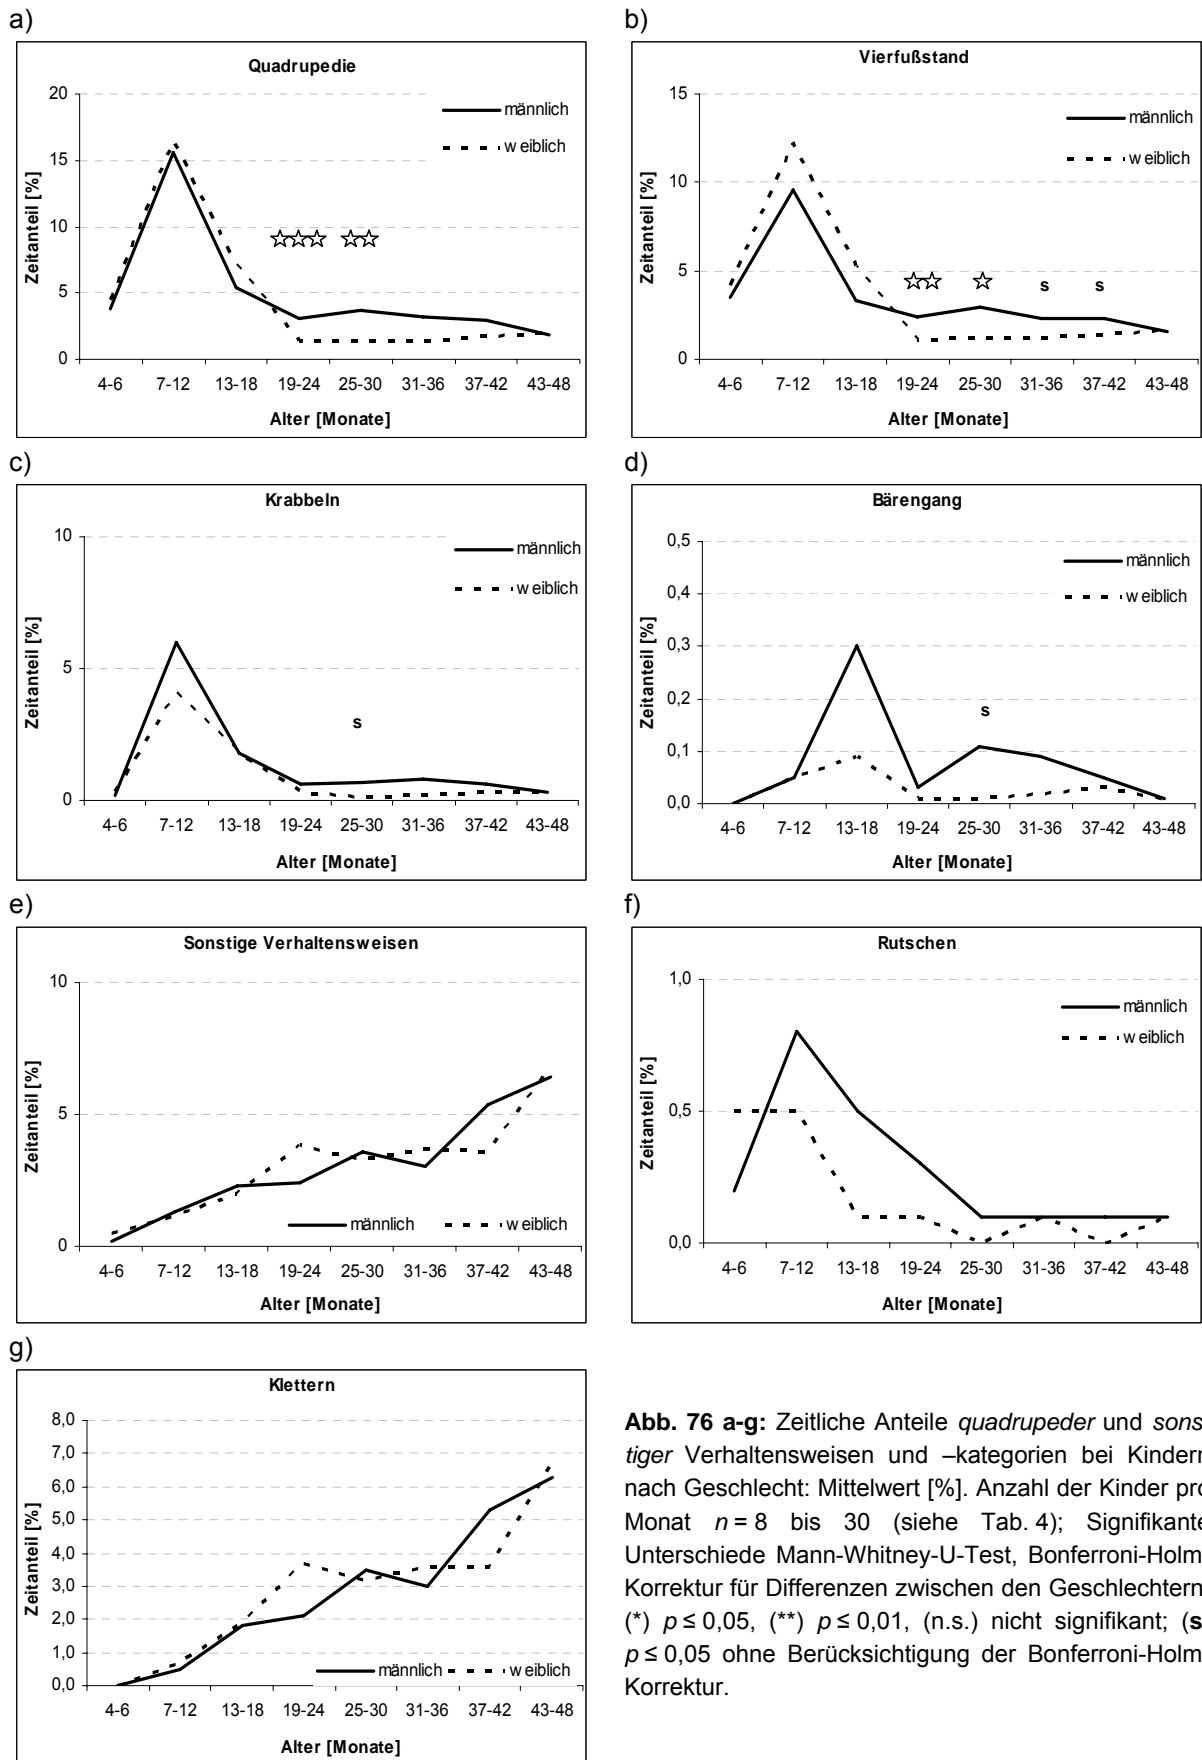 a)
Quadrupedie
20
15
10
5
0
Zeitanteil [%]
männlich
w eiblich
☆☆☆ ☆☆
4-6 7-12 13-18 19-24 25-30 31-36 37-42 43-48
Alter [Monate]
b)
Vierfußstand
15
10
5
0
Zeitanteil [%]
männlich
w eiblich
☆☆ ☆ s s
4-6 7-12 13-18 19-24 25-30 31-36 37-42 43-48
Alter [Monate]
c)
Krabbeln
10
5
0
Zeitanteil [%]
männlich
w eiblich
s
4-6 7-12 13-18 19-24 25-30 31-36 37-42 43-48
Alter [Monate]
d)
Bärengang
0,5
0,4
0,3
0,2
0,1
0,0
Zeitanteil [%]
männlich
w eiblich
s
4-6 7-12 13-18 19-24 25-30 31-36 37-42 43-48
Alter [Monate]
e)
Sonstige Verhaltensw eisen
10
5
0
Zeitanteil [%]
männlich w eiblich
4-6 7-12 13-18 19-24 25-30 31-36 37-42 43-48
Alter [Monate]
f)
Rutschen
1,0
0,5
0,0
Zeitanteil [%]
männlich
w eiblich
4-6 7-12 13-18 19-24 25-30 31-36 37-42 43-48
Alter [Monate]
g)
Klettern
8,0
7,0
6,0
5,0
4,0
3,0
2,0
1,0
0,0
Zeitanteil [%]
männlich w eiblich
4-6 7-12 13-18 19-24 25-30 31-36 37-42 43-48
Alter [Monate]
Abb. 76 a-g: Zeitliche Anteile quadrupeder und sons
tiger Verhaltensweisen und –kategorien bei Kindern
nach Geschlecht: Mittelwert [%]. Anzahl der Kinder pro
Monat n = 8 bis 30 (siehe Tab. 4); Signifikante
Unterschiede Mann-Whitney-U-Test, Bonferroni-Holm
Korrektur für Differenzen zwischen den Geschlechtern
(*) p ≤ 0,05, (**) p ≤ 0,01, (n.s.) nicht signifikant; (s
p ≤ 0,05 ohne Berücksichtigung der Bonferroni-Holm
Korrektur.